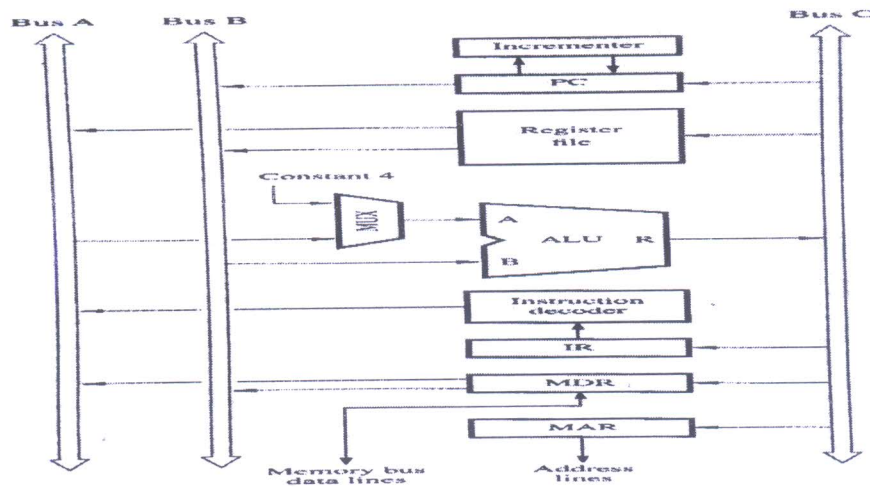 Bus A
Bus B
Bus C
Incrementer
PC
Register
file
Constant 4
MUX
A
ALU R
B
Instruction
decoder
IR
MDR
MAR
Memory bus
data lines
Address
lines